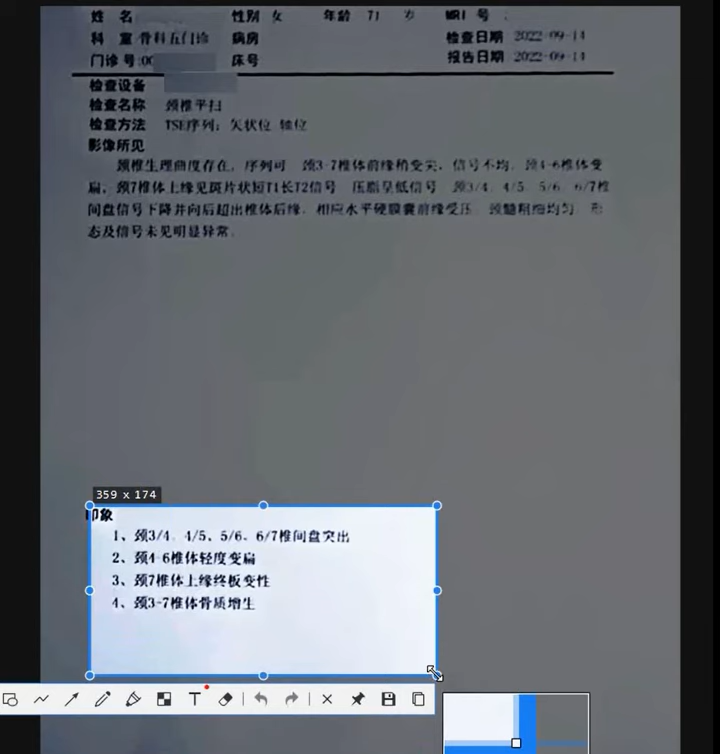 姓 名 性别 女 年龄 71 岁 MRI 号
科 室 骨科五门诊 病房 检查日期 2022-09-14
门诊号:00 床号 报告日期 2022-09-14
检查设备
检查名称 颈椎平扫
检查方法 TSE序列：矢状位 轴位
影像所见
颈椎生理曲度存在，序列可 颈3-7椎体前缘稍变尖，信号不均，颈4-6椎体变
扁，颈7椎体上缘见斑片状短T1长T2信号 压脂呈低信号 颈3/4、4/5、5/6、6/7椎
间盘信号下降并向后超出椎体后缘，相应水平硬膜囊前缘受压 颈髓粗细均匀 形
态及信号未见明显异常.
359 x 174
印象
1、颈3/4、4/5、5/6、6/7椎间盘突出
2、颈4-6椎体轻度变扁
3、颈7椎体上缘终板变性
4、颈3-7椎体骨质增生
T